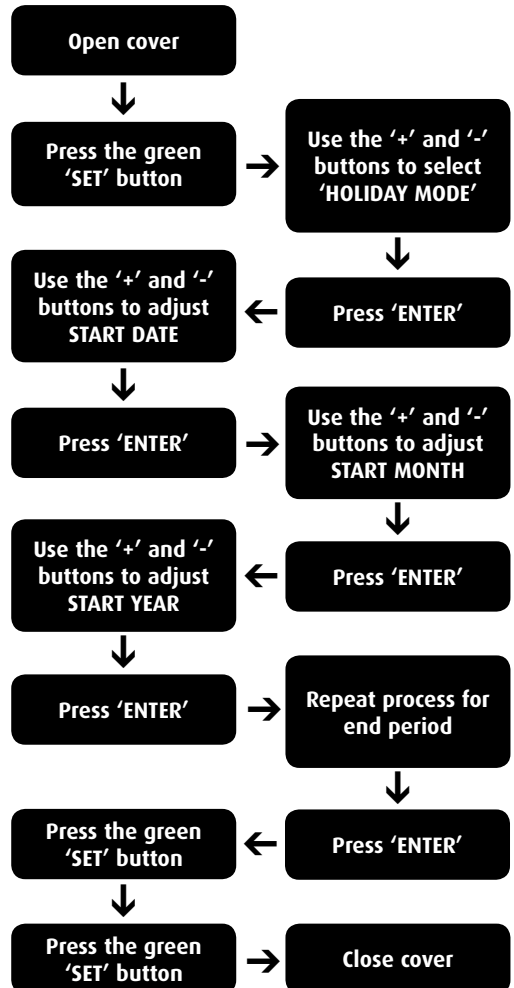 Open cover
Press the green
‘SET’ button
Use the ‘+’ and ‘-’
buttons to select
‘HOLIDAY MODE’
Press ‘ENTER’
Use the ‘+’ and ‘-’
buttons to adjust
START DATE
Press ‘ENTER’
Use the ‘+’ and ‘-’
buttons to adjust
START MONTH
Press ‘ENTER’
Use the ‘+’ and ‘-’
buttons to adjust
START YEAR
Press ‘ENTER’
Repeat process for
end period
Press ‘ENTER’
Press the green
‘SET’ button
Press the green
‘SET’ button
Close cover